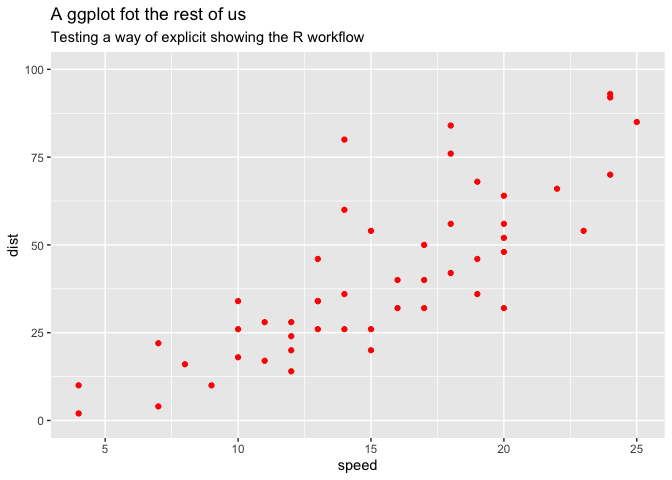 A ggplot fot the rest of us
Testing a way of explicit showing the R workflow
100
75
50
25
0
dist
5
10
15
20
25
speed